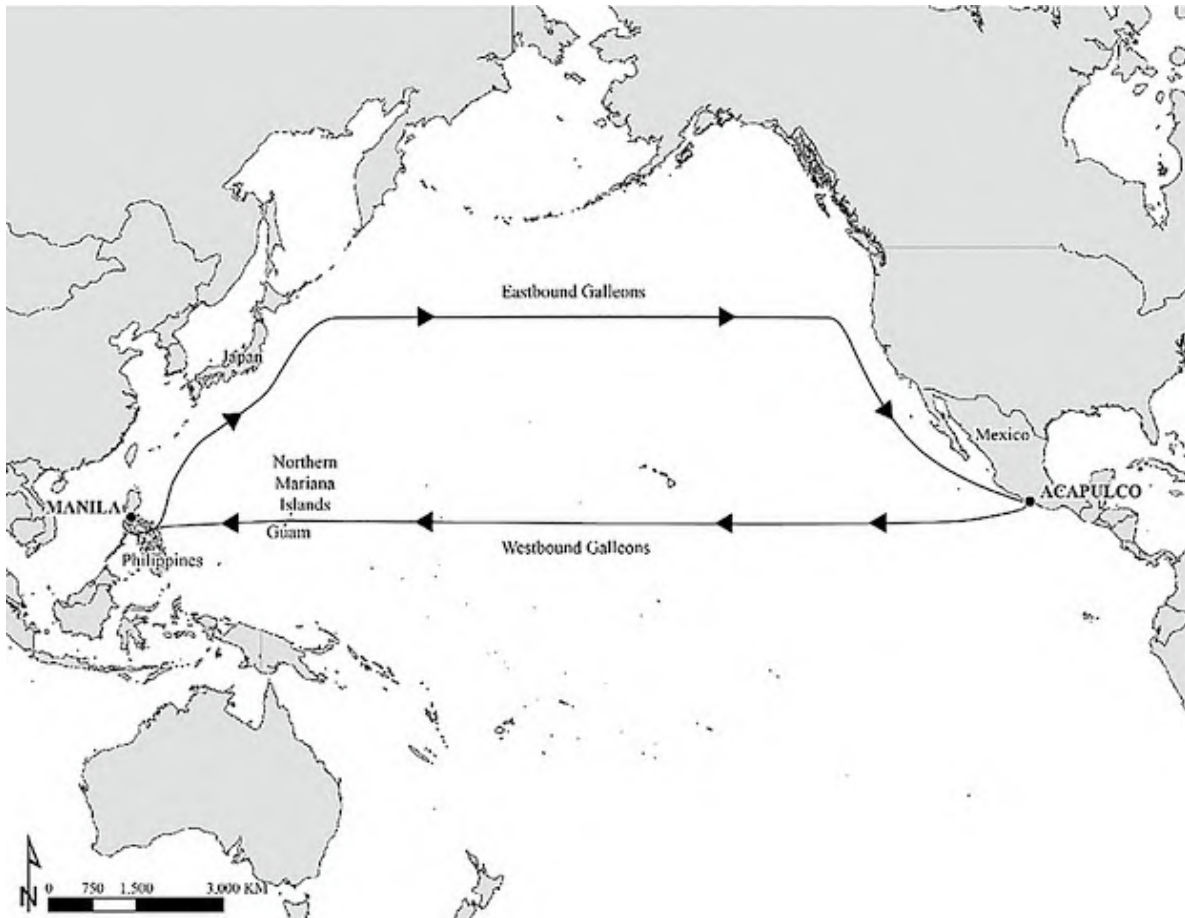 Eastbound Galleons
Japan
Mexico
Northern
Mariana
Islands
Guam
MANILA
ACAPULCO
Philippines
Westbound Galleons
N
0 750 1.500 3.000 KM